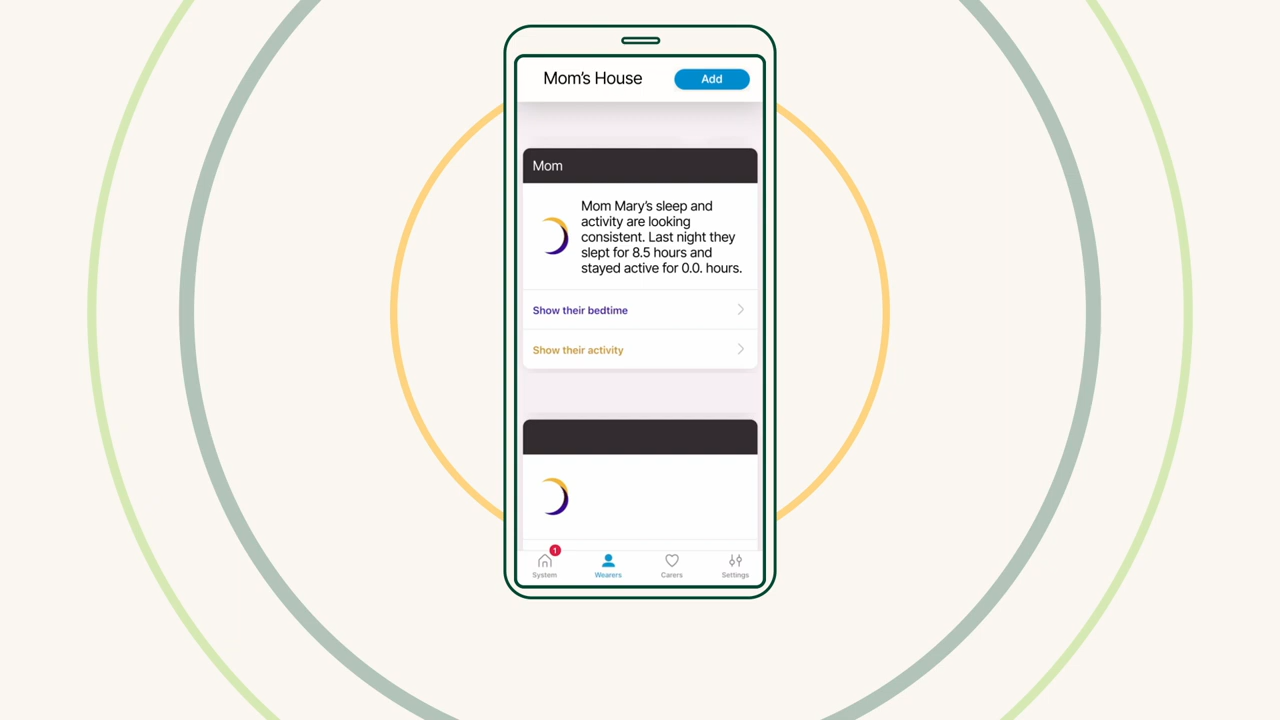 Mom's House
Add
Mom
Mom Mary's sleep and
activity are looking
consistent. Last night they
slept for 8.5 hours and
stayed active for 0.0. hours.
Show their bedtime
Show their activity
1
System
Wearers
Carers
Settings